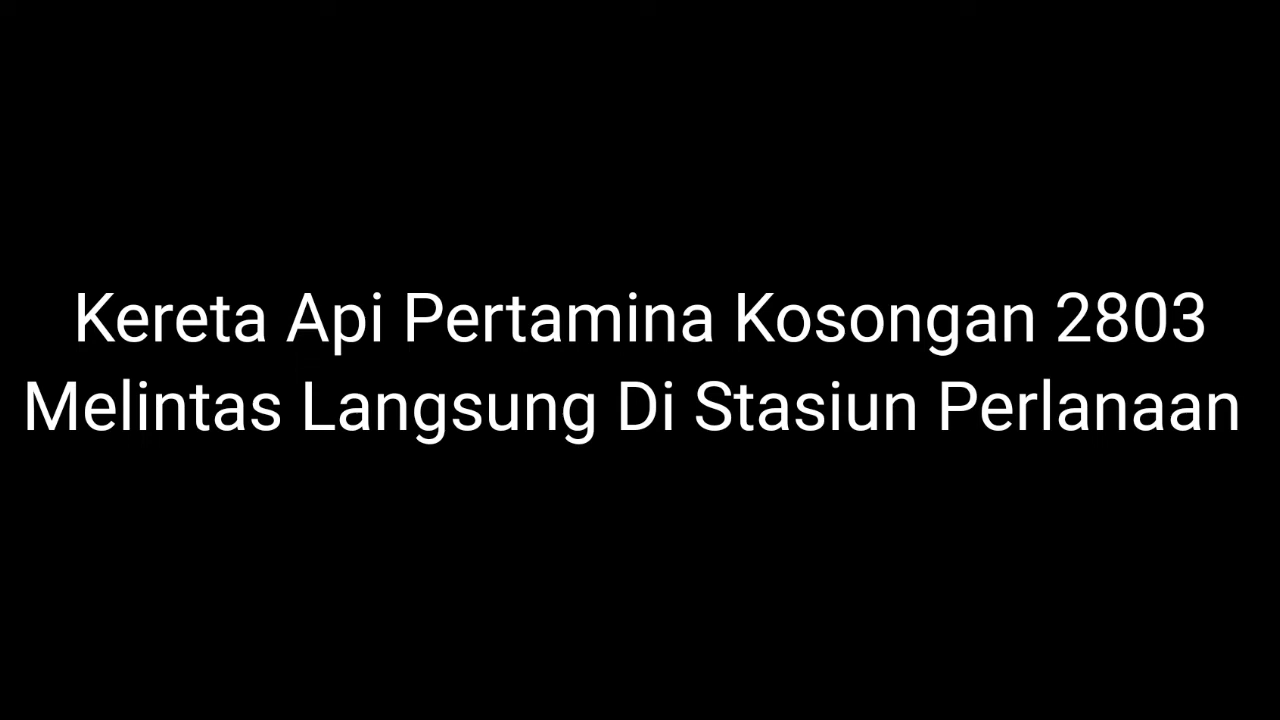 Kereta Api Pertamina Kosongan 2803
Melintas Langsung Di Stasiun Perlanaan